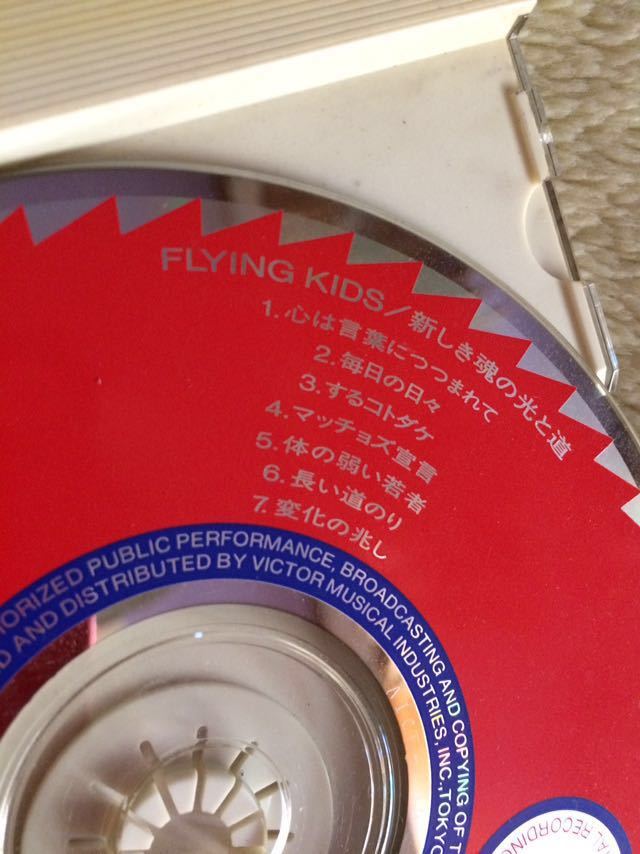 FLYING KIDS/新しき魂の光と道
1.心は言葉につつまれて
2.毎日の日々
3.するコトダケ
4.マッチョズ宣言
5.体の弱い若者
6.長い道のり
7.変化の兆し
PUBLIC PERFORMANCE, BROADCASTING AND COPYING OF
AND DISTRIBUTED BY VICTOR MUSICAL INDUSTRIES, INC., TOKYO
RECORDING